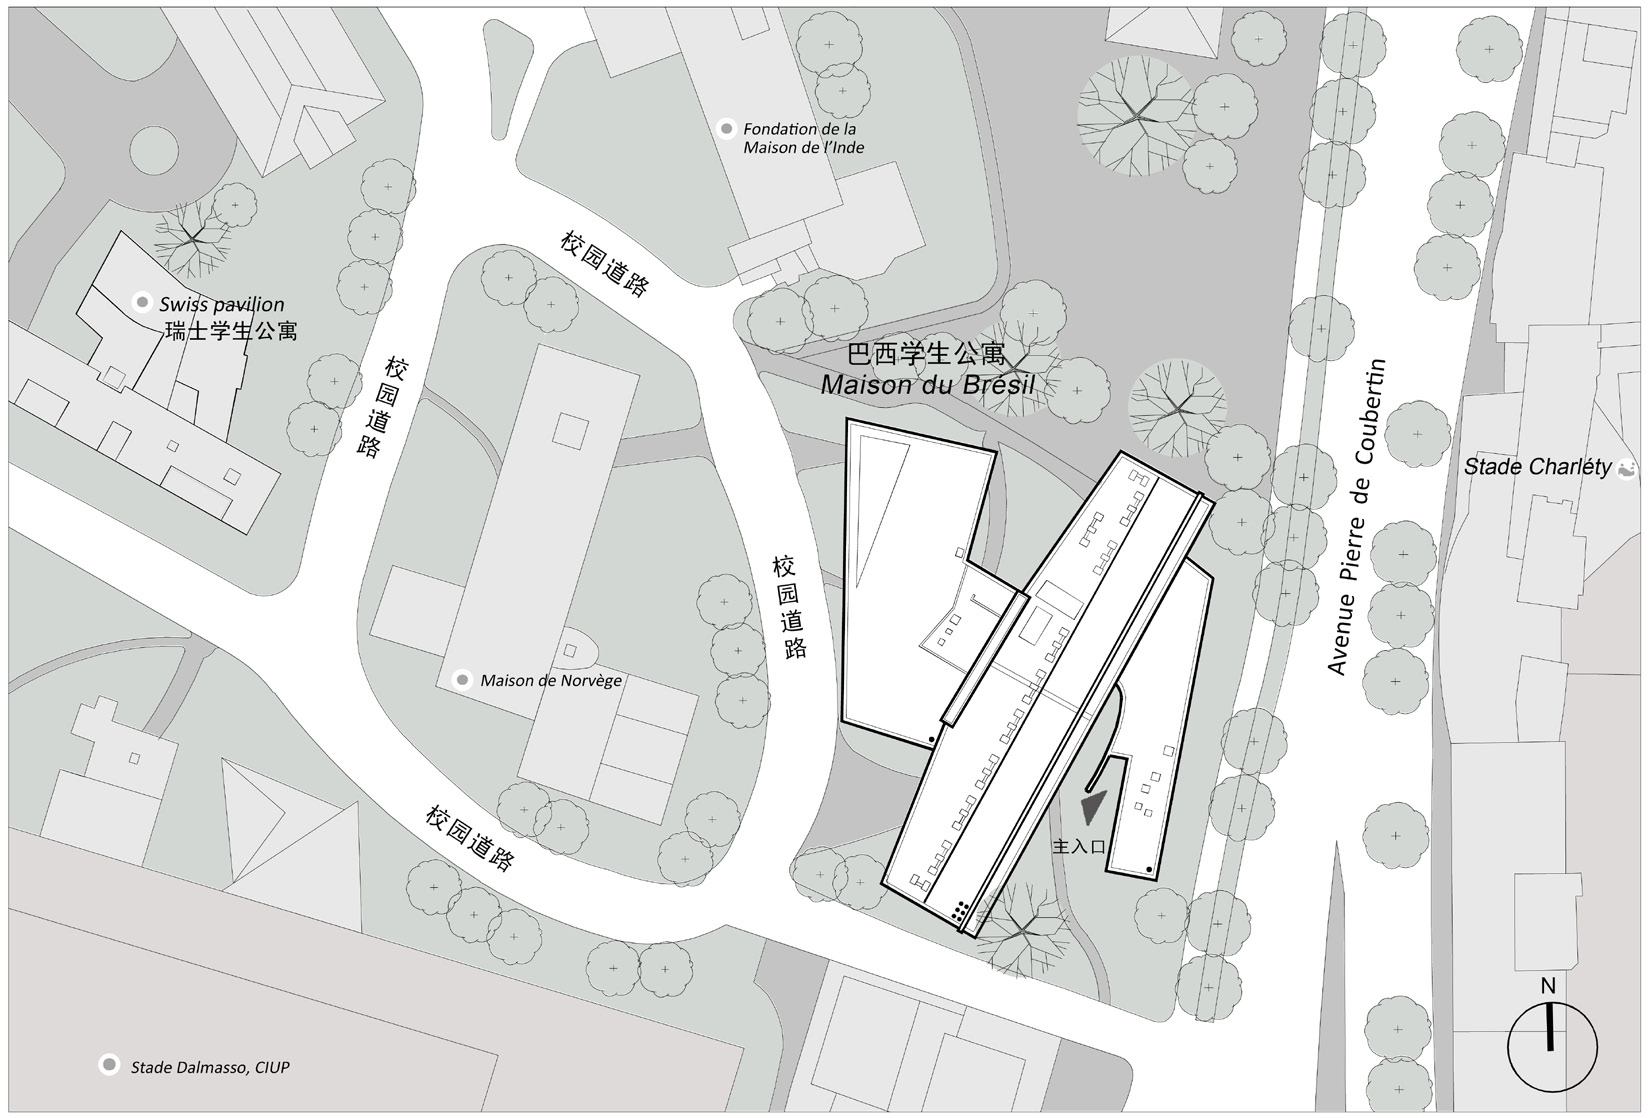 Fondation de la
Maison de l'Inde
校园道路
Swiss pavilion
瑞士学生公寓
校园道路
巴西学生公寓
Maison du Brésil
Avenue Pierre de Coubertin
Stade Charléty
校园道路
Maison de Norvège
校园道路
主入口
N
Stade Dalmasso, CIUP